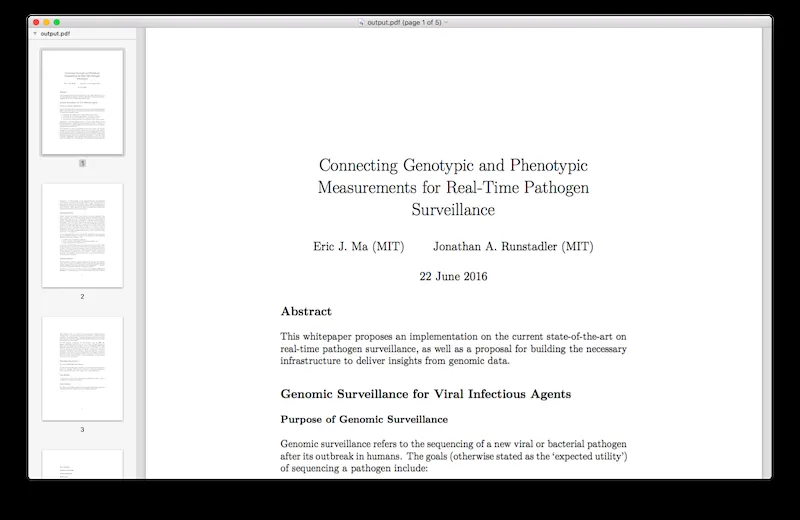 output.pdf (page 1 of 5)
output.pdf
1
2
3
Connecting Genotypic and Phenotypic
Measurements for Real-Time Pathogen
Surveillance
Eric J. Ma (MIT) Jonathan A. Runstadler (MIT)
22 June 2016
Abstract
This whitepaper proposes an implementation on the current state-of-the-art on
real-time pathogen surveillance, as well as a proposal for building the necessary
infrastructure to deliver insights from genomic data.
Genomic Surveillance for Viral Infectious Agents
Purpose of Genomic Surveillance
Genomic surveillance refers to the sequencing of a new viral or bacterial pathogen
after its outbreak in humans. The goals (otherwise stated as the ‘expected utility’)
of sequencing a pathogen include: